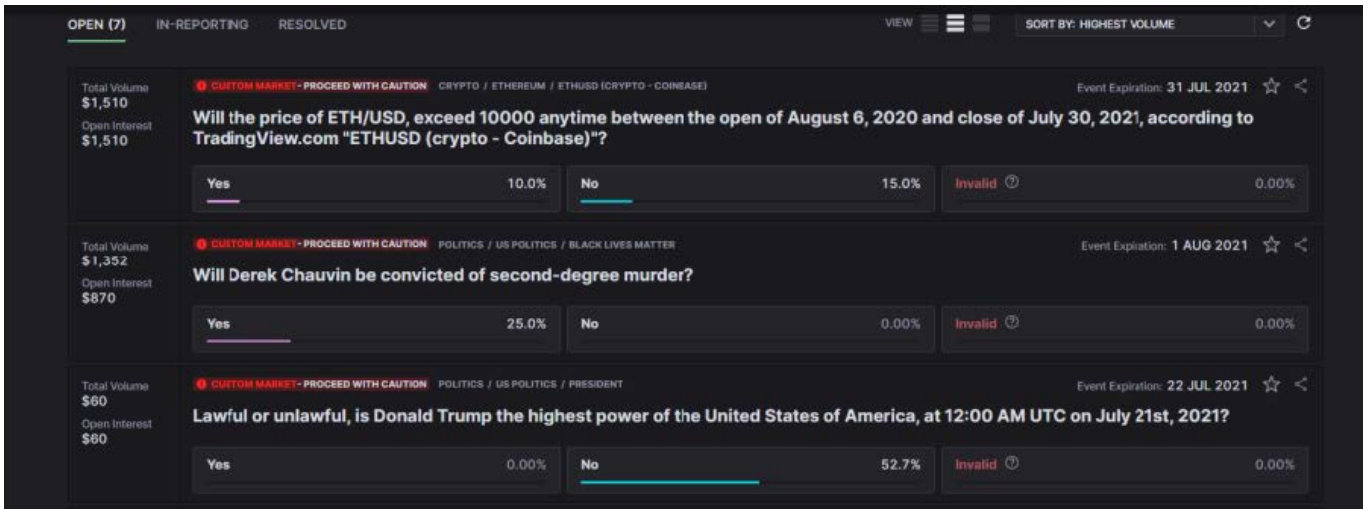 OPEN (7) IN-REPORTING RESOLVED VIEW SORT BY: HIGHEST VOLUME
Total Volume
$1,510
Open Interest
$1,510
CUSTOM MARKET - PROCEED WITH CAUTION CRYPTO / ETHEREUM / ETHUSD (CRYPTO - COINBASE) Event Expiration: 31 JUL 2021
Will the price of ETH/USD, exceed 10000 anytime between the open of August 6, 2020 and close of July 30, 2021, according to
TradingView.com "ETHUSD (crypto - Coinbase)"?
Yes 10.0% No 15.0% Invalid ? 0.00%
Total Volume
$1,352
Open Interest
$870
CUSTOM MARKET - PROCEED WITH CAUTION POLITICS / US POLITICS / BLACK LIVES MATTER Event Expiration: 1 AUG 2021
Will Derek Chauvin be convicted of second-degree murder?
Yes 25.0% No 0.00% Invalid ? 0.00%
Total Volume
$60
Open Interest
$60
CUSTOM MARKET - PROCEED WITH CAUTION POLITICS / US POLITICS / PRESIDENT Event Expiration: 22 JUL 2021
Lawful or unlawful, is Donald Trump the highest power of the United States of America, at 12:00 AM UTC on July 21st, 2021?
Yes 0.00% No 52.7% Invalid ? 0.00%